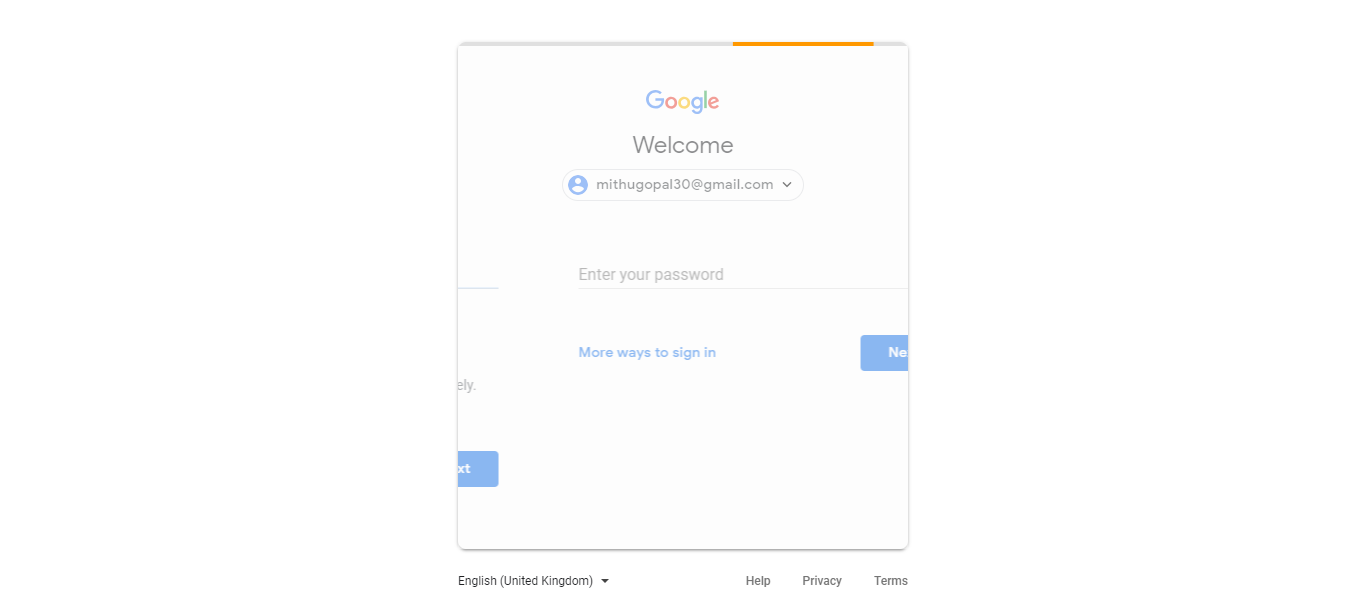 Google
Welcome
mithugopal30@gmail.com
Enter your password
More ways to sign in
Ne
ely.
xt
English (United Kingdom)
Help Privacy Terms